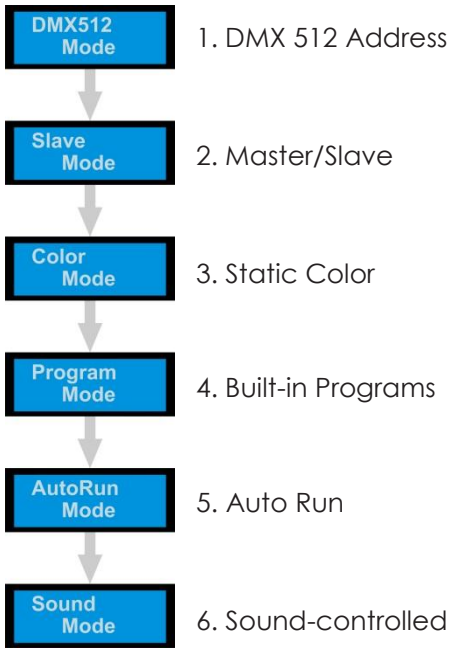 DMX512
Mode
1. DMX 512 Address
Slave
Mode
2. Master/Slave
Color
Mode
3. Static Color
Program
Mode
4. Built-in Programs
AutoRun
Mode
5. Auto Run
Sound
Mode
6. Sound-controlled